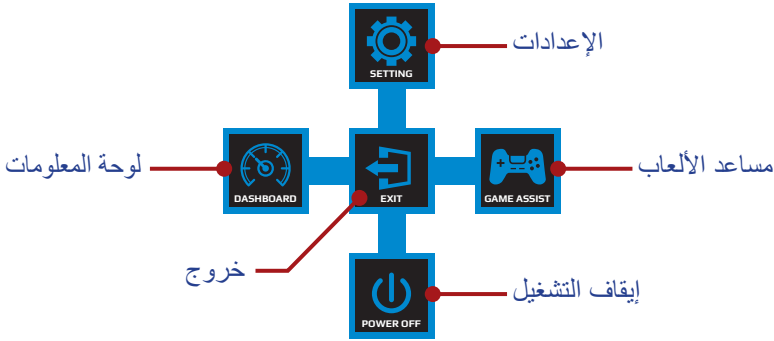 الإعدادات
SETTING
لوحة المعلومات
DASHBOARD
EXIT
GAME ASSIST
مساعد الألعاب
خروج
POWER OFF
إيقاف التشغيل